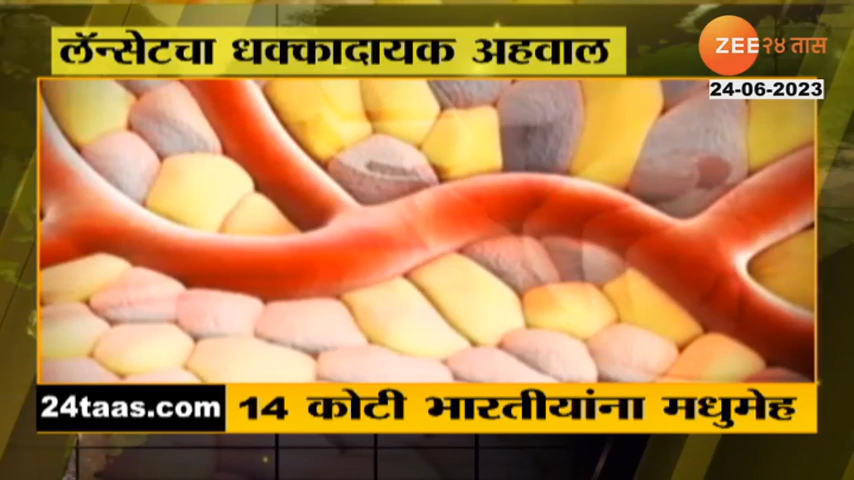 लॅन्सेटचा धक्कादायक अहवाल
ZEE २४ तास
24-06-2023
24taas.com
14 कोटी भारतीयांना मधुमेह